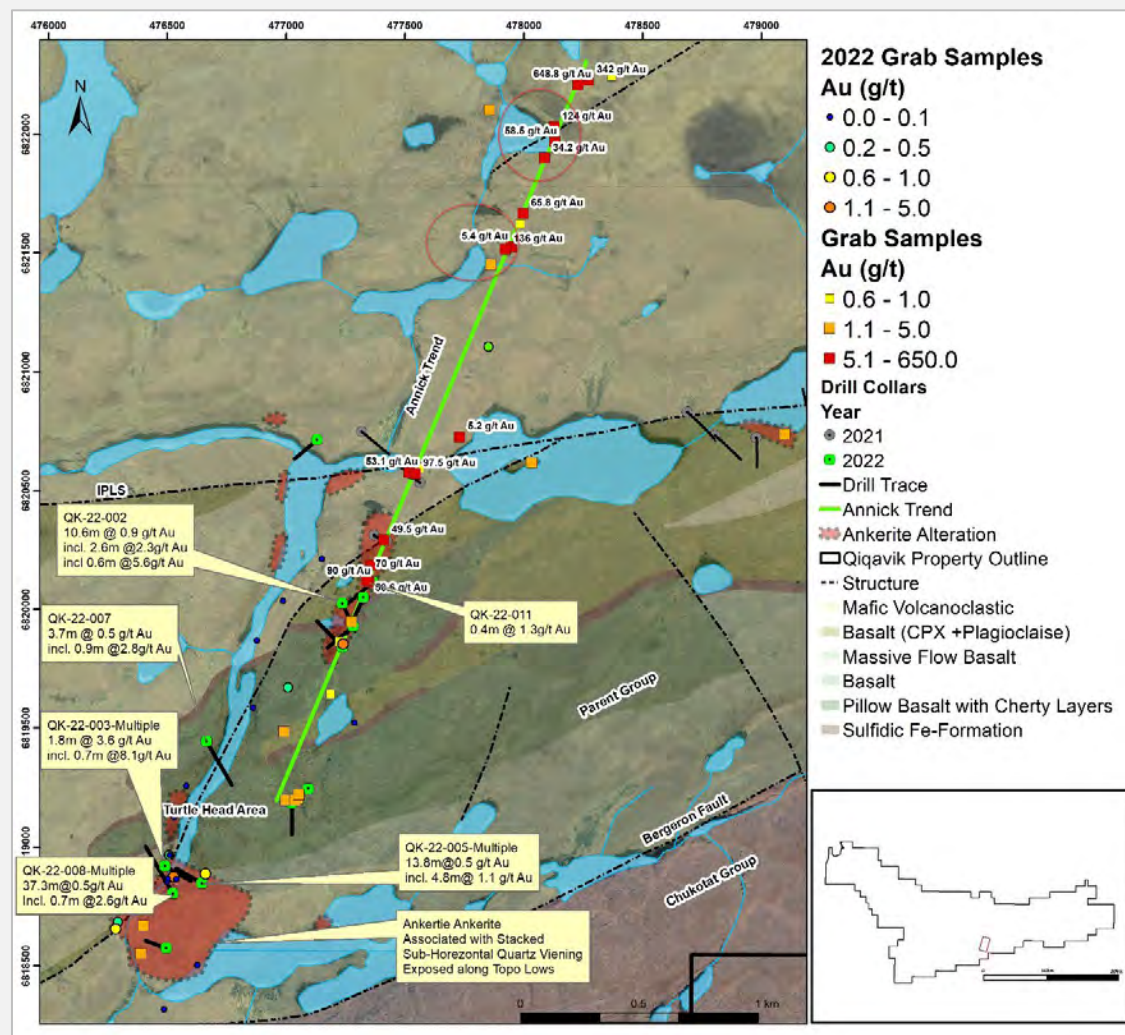 476000 476500 477000 477500 478000 478500 479000
6822000
6821500
6821000
6820500
6820000
6819500
6819000
6818500
N
648.8 g/t Au
342 g/t Au
124 g/t Au
58.5 g/t Au
34.2 g/t Au
65.8 g/t Au
5.4 g/t Au
136 g/t Au
Annick Trend
5.2 g/t Au
53.1 g/t Au
97.5 g/t Au
IPLS
49.5 g/t Au
70 g/t Au
90 g/t Au
QK-22-002
10.6m @ 0.9 g/t Au
incl. 2.6m @2.3g/t Au
incl 0.6m @5.6g/t Au
QK-22-011
0.4m @ 1.3g/t Au
QK-22-007
3.7m @ 0.5 g/t Au
incl. 0.9m @2.8g/t Au
QK-22-003-Multiple
1.8m @ 3.6 g/t Au
incl. 0.7m @8.1g/t Au
Parent Group
Turtle Head Area
Bergeron Fault
Chukotat Group
QK-22-008-Multiple
37.3m@0.5g/t Au
Incl. 0.7m @2.6g/t Au
QK-22-005-Multiple
13.8m@0.5 g/t Au
incl. 4.8m @ 1.1 g/t Au
Ankertie Ankerite
Associated with Stacked
Sub-Horezontal Quartz Viening
Exposed along Topo Lows
0 0.5 1 km
2022 Grab Samples
Au (g/t)
0.0 - 0.1
0.2 - 0.5
0.6 - 1.0
1.1 - 5.0
Grab Samples
Au (g/t)
0.6 - 1.0
1.1 - 5.0
5.1 - 650.0
Drill Collars
Year
2021
2022
Drill Trace
Annick Trend
Ankerite Alteration
Qiqavik Property Outline
Structure
Mafic Volcanoclastic
Basalt (CPX +Plagioclaise)
Massive Flow Basalt
Basalt
Pillow Basalt with Cherty Layers
Sulfidic Fe-Formation
0